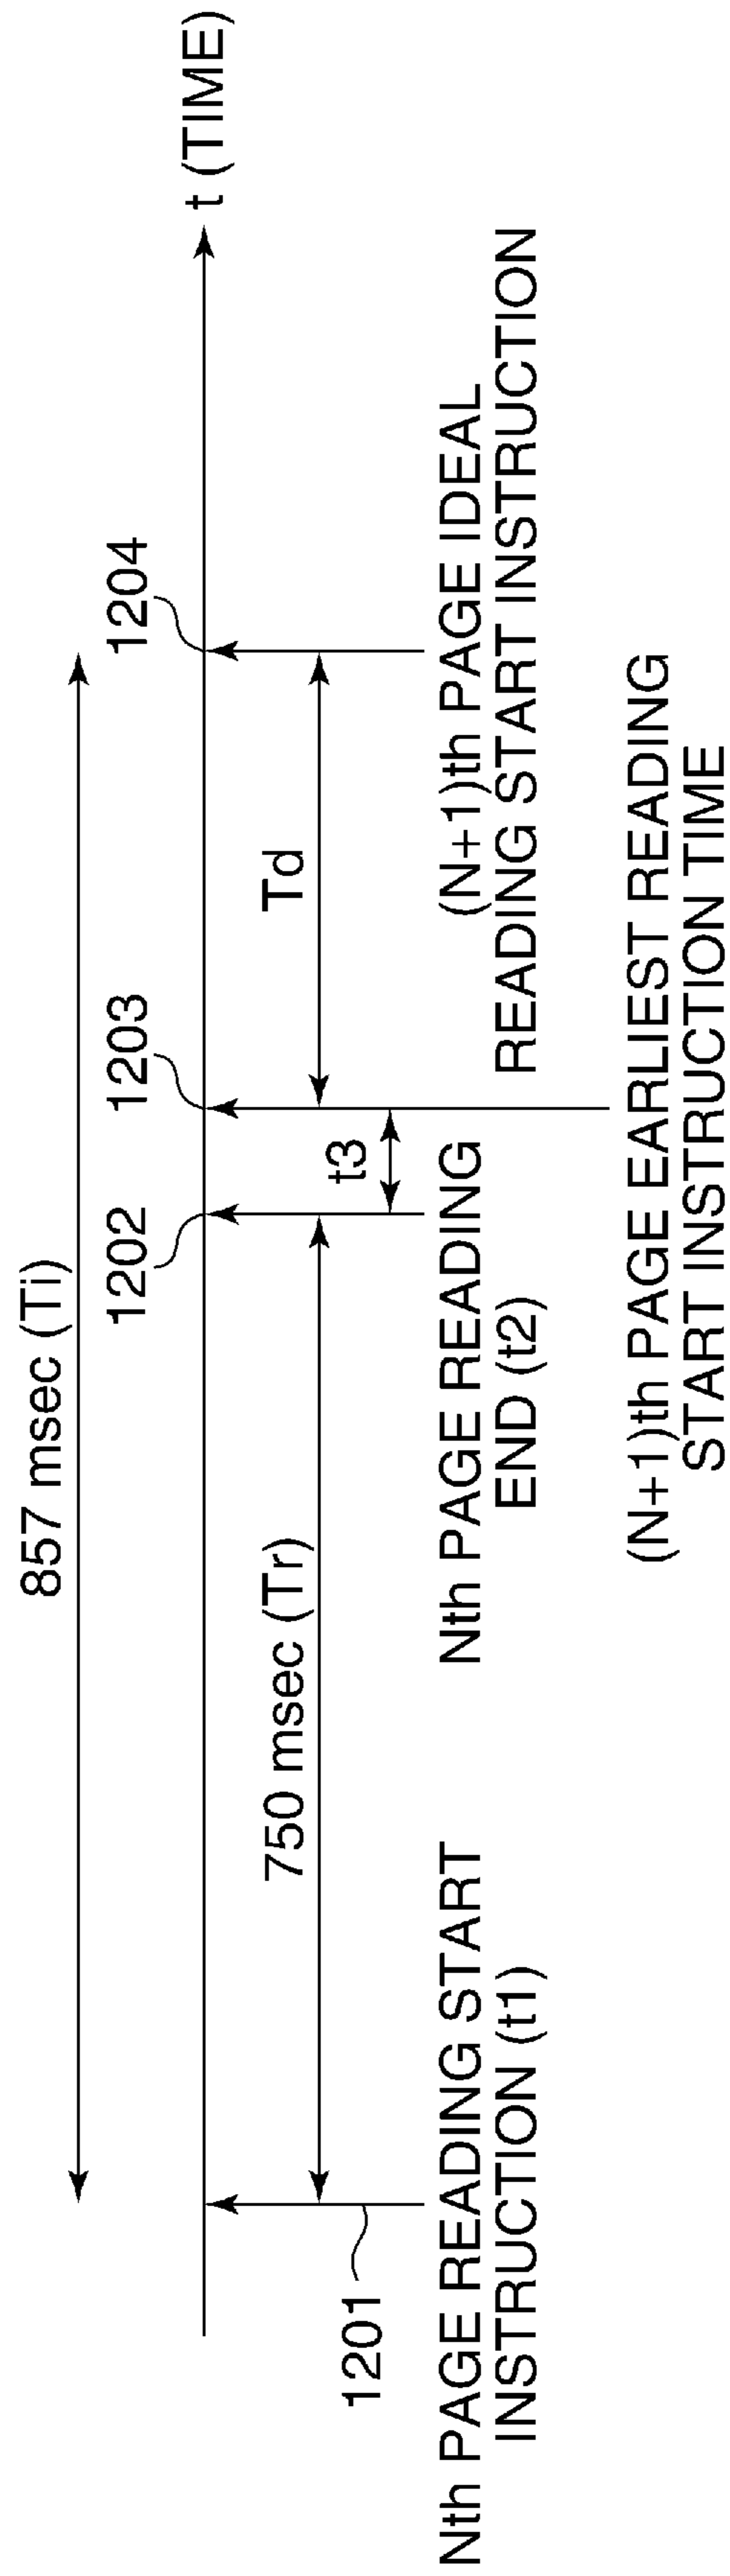 857 msec (Ti)
1202
1203
1204
t (TIME)
750 msec (Tr)
Td
t3
1201
Nth PAGE READING START
INSTRUCTION (t1)
Nth PAGE READING
END (t2)
(N+1)th PAGE IDEAL
READING START INSTRUCTION
(N+1)th PAGE EARLIEST READING
START INSTRUCTION TIME